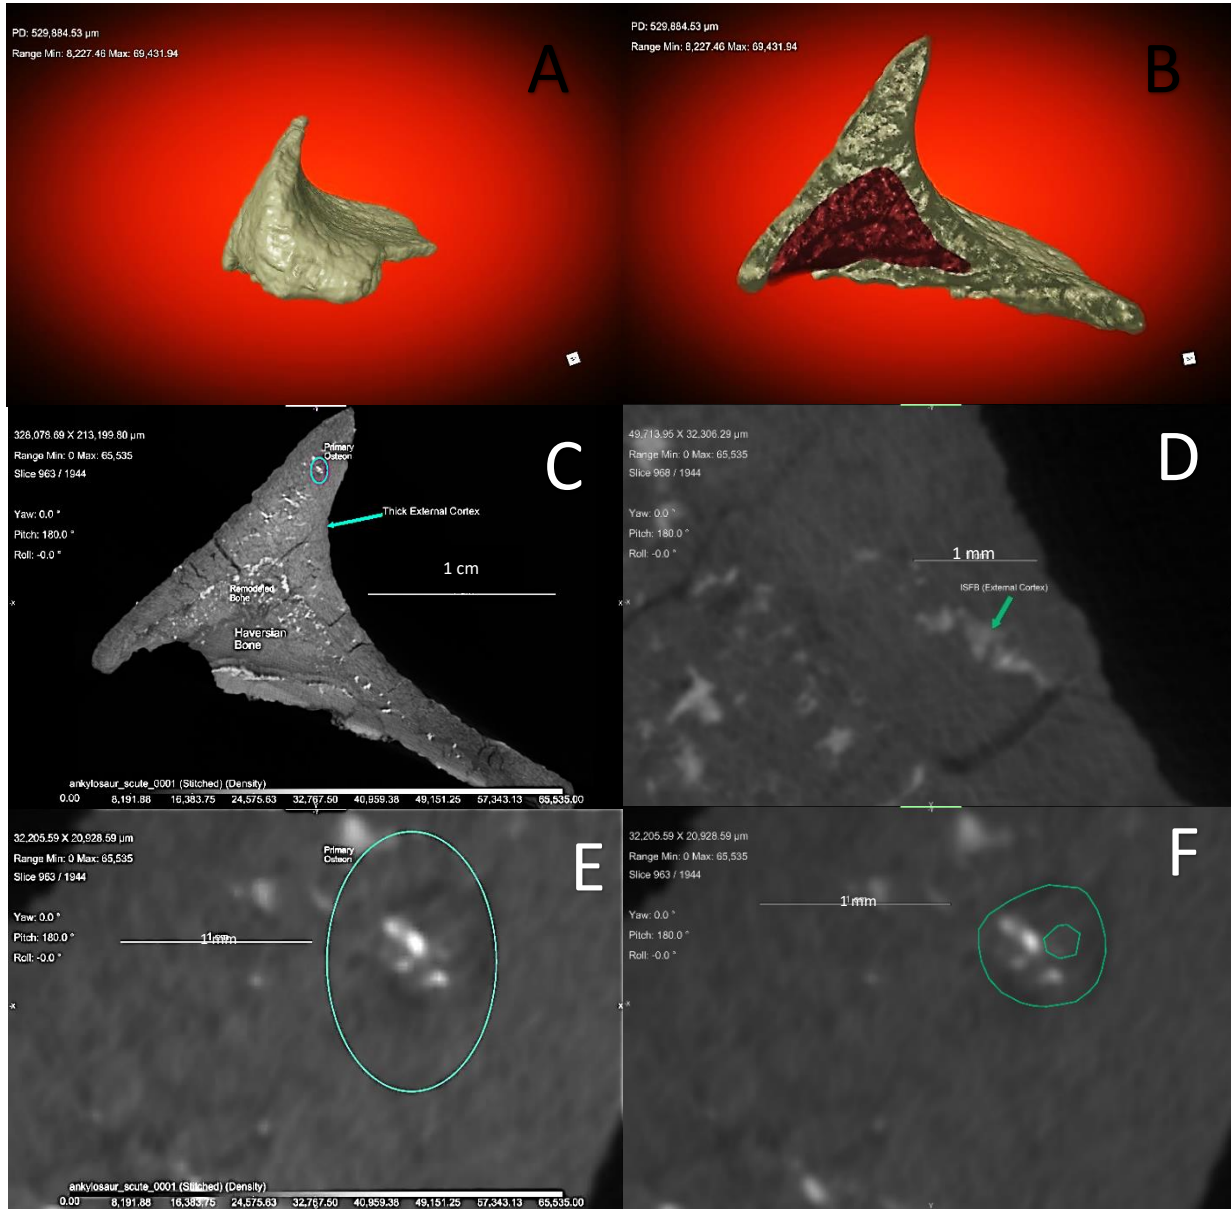 PD: 529,884.53 µm
Range Min: 8,227.46 Max: 69,431.94
A
PD: 529,884.53 µm
Range Min: 8,227.46 Max: 69,431.94
B
328,078.69 X 213,199.80 µm
Range Min: 0 Max: 65,535
Slice 963 / 1944
Yaw: 0.0 °
Pitch: 180.0 °
Roll: -0.0 °
C
Primary
Osteon
Thick External Cortex
1 cm
Remodeled
Bone
Haversian
Bone
-X
X
ankylosaur_scute_0001 (Stitched) (Density)
0.00 8,191.88 16,383.75 24,575.63 32,767.50 40,959.38 49,151.25 57,343.13 65,535.00
49,713.95 X 32,306.29 µm
Range Min: 0 Max: 65,535
Slice 968 / 1944
Yaw: 0.0 °
Pitch: 180.0 °
Roll: -0.0 °
D
1 mm
ISFB (External Cortex)
-X
32,205.59 X 20,928.59 µm
Range Min: 0 Max: 65,535
Slice 963 / 1944
Yaw: 0.0 °
Pitch: 180.0 °
Roll: -0.0 °
Primary
Osteon
E
1 mm
-X
X
ankylosaur_scute_0001 (Stitched) (Density)
0.00 8,191.88 16,383.75 24,575.63 32,767.50 40,959.38 49,151.25 57,343.13 65,535.00
32,205.59 X 20,928.59 µm
Range Min: 0 Max: 65,535
Slice 963 / 1944
Yaw: 0.0 °
Pitch: 180.0 °
Roll: -0.0 °
F
1 mm
-X